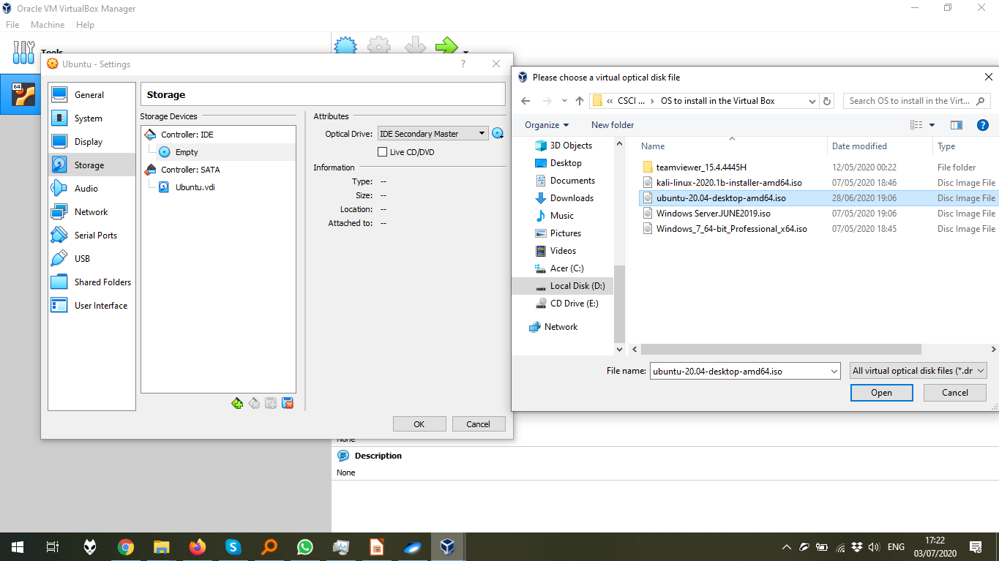 Oracle VM VirtualBox Manager
File Machine Help
Tools
64
Ubuntu - Settings
?
General
System
Display
Storage
Audio
Network
Serial Ports
USB
Shared Folders
User Interface
Storage
Storage Devices
Controller: IDE
Empty
Controller: SATA
Ubuntu.vdi
Attributes
Optical Drive: IDE Secondary Master
Live CD/DVD
Information
Type: --
Size: --
Location: --
Attached to: --
OK Cancel
Please choose a virtual optical disk file
« CSCI ... › OS to install in the Virtual Box
Search OS to install in the Virt...
Organize New folder
?
3D Objects
Desktop
Documents
Downloads
Music
Pictures
Videos
Acer (C:)
Local Disk (D:)
CD Drive (E:)
Network
Name Date modified Type
teamviewer_15.4.4445H 12/05/2020 00:22 File folder
kali-linux-2020.1b-installer-amd64.iso 07/05/2020 18:46 Disc Image File
ubuntu-20.04-desktop-amd64.iso 28/06/2020 19:06 Disc Image File
Windows Server.JUNE2019.iso 07/05/2020 19:06 Disc Image File
Windows_7_64-bit_Professional_x64.iso 07/05/2020 18:45 Disc Image File
File name: ubuntu-20.04-desktop-amd64.iso All virtual optical disk files (*.dr
Open Cancel
None
Description
None
ENG
17:22
03/07/2020